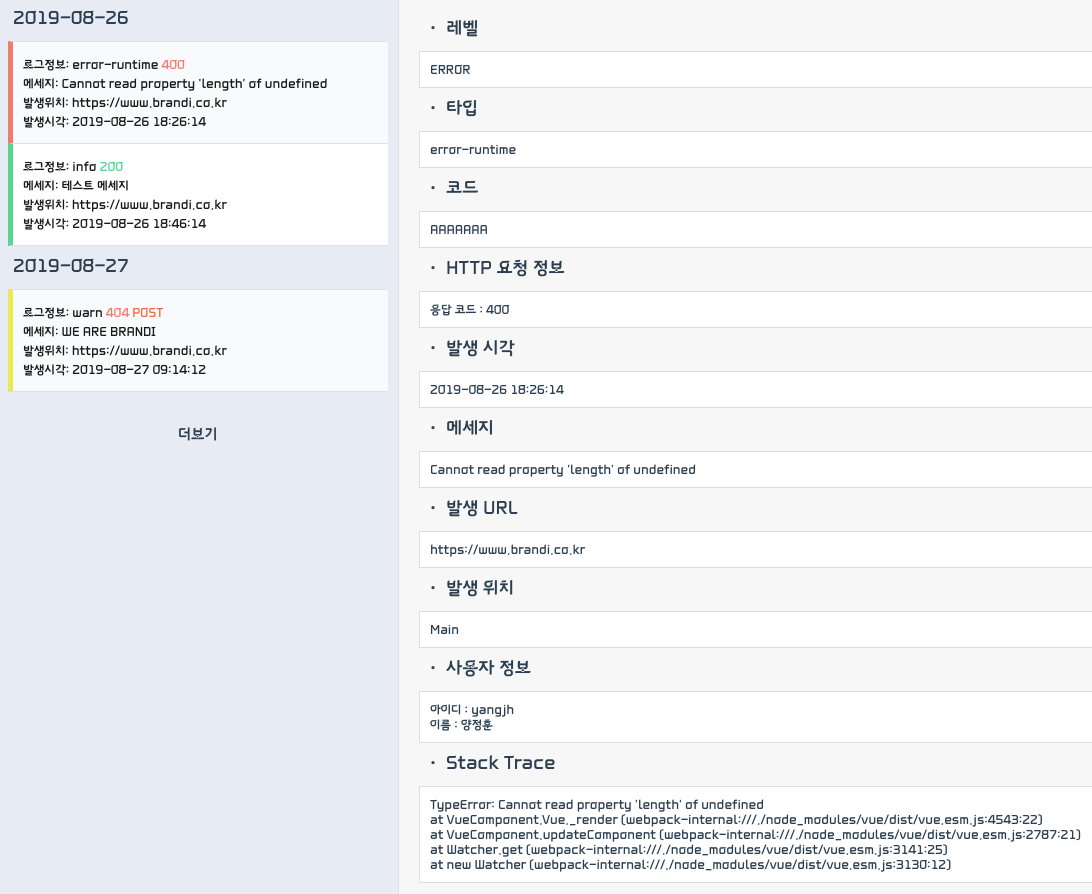 2019-08-26
로그정보: error-runtime 400
메세지: Cannot read property 'length' of undefined
발생위치: https://www.brandi.co.kr
발생시각: 2019-08-26 18:26:14
로그정보: info 200
메세지: 테스트 메세지
발생위치: https://www.brandi.co.kr
발생시각: 2019-08-26 18:46:14
2019-08-27
로그정보: warn 404 POST
메세지: WE ARE BRANDI
발생위치: https://www.brandi.co.kr
발생시각: 2019-08-27 09:14:12
더보기
• 레벨
ERROR
• 타입
error-runtime
• 코드
AAAAAAA
• HTTP 요청 정보
응답 코드 : 400
• 발생 시각
2019-08-26 18:26:14
• 메세지
Cannot read property 'length' of undefined
• 발생 URL
https://www.brandi.co.kr
• 발생 위치
Main
• 사용자 정보
아이디 : yangjh
이름 : 양정훈
• Stack Trace
TypeError: Cannot read property 'length' of undefined
at VueComponent.Vue._render (webpack-internal:///./node_modules/vue/dist/vue.esm.js:4543:22)
at VueComponent.updateComponent (webpack-internal:///./node_modules/vue/dist/vue.esm.js:2787:21)
at Watcher.get (webpack-internal:///./node_modules/vue/dist/vue.esm.js:3141:25)
at new Watcher (webpack-internal:///./node_modules/vue/dist/vue.esm.js:3130:12)